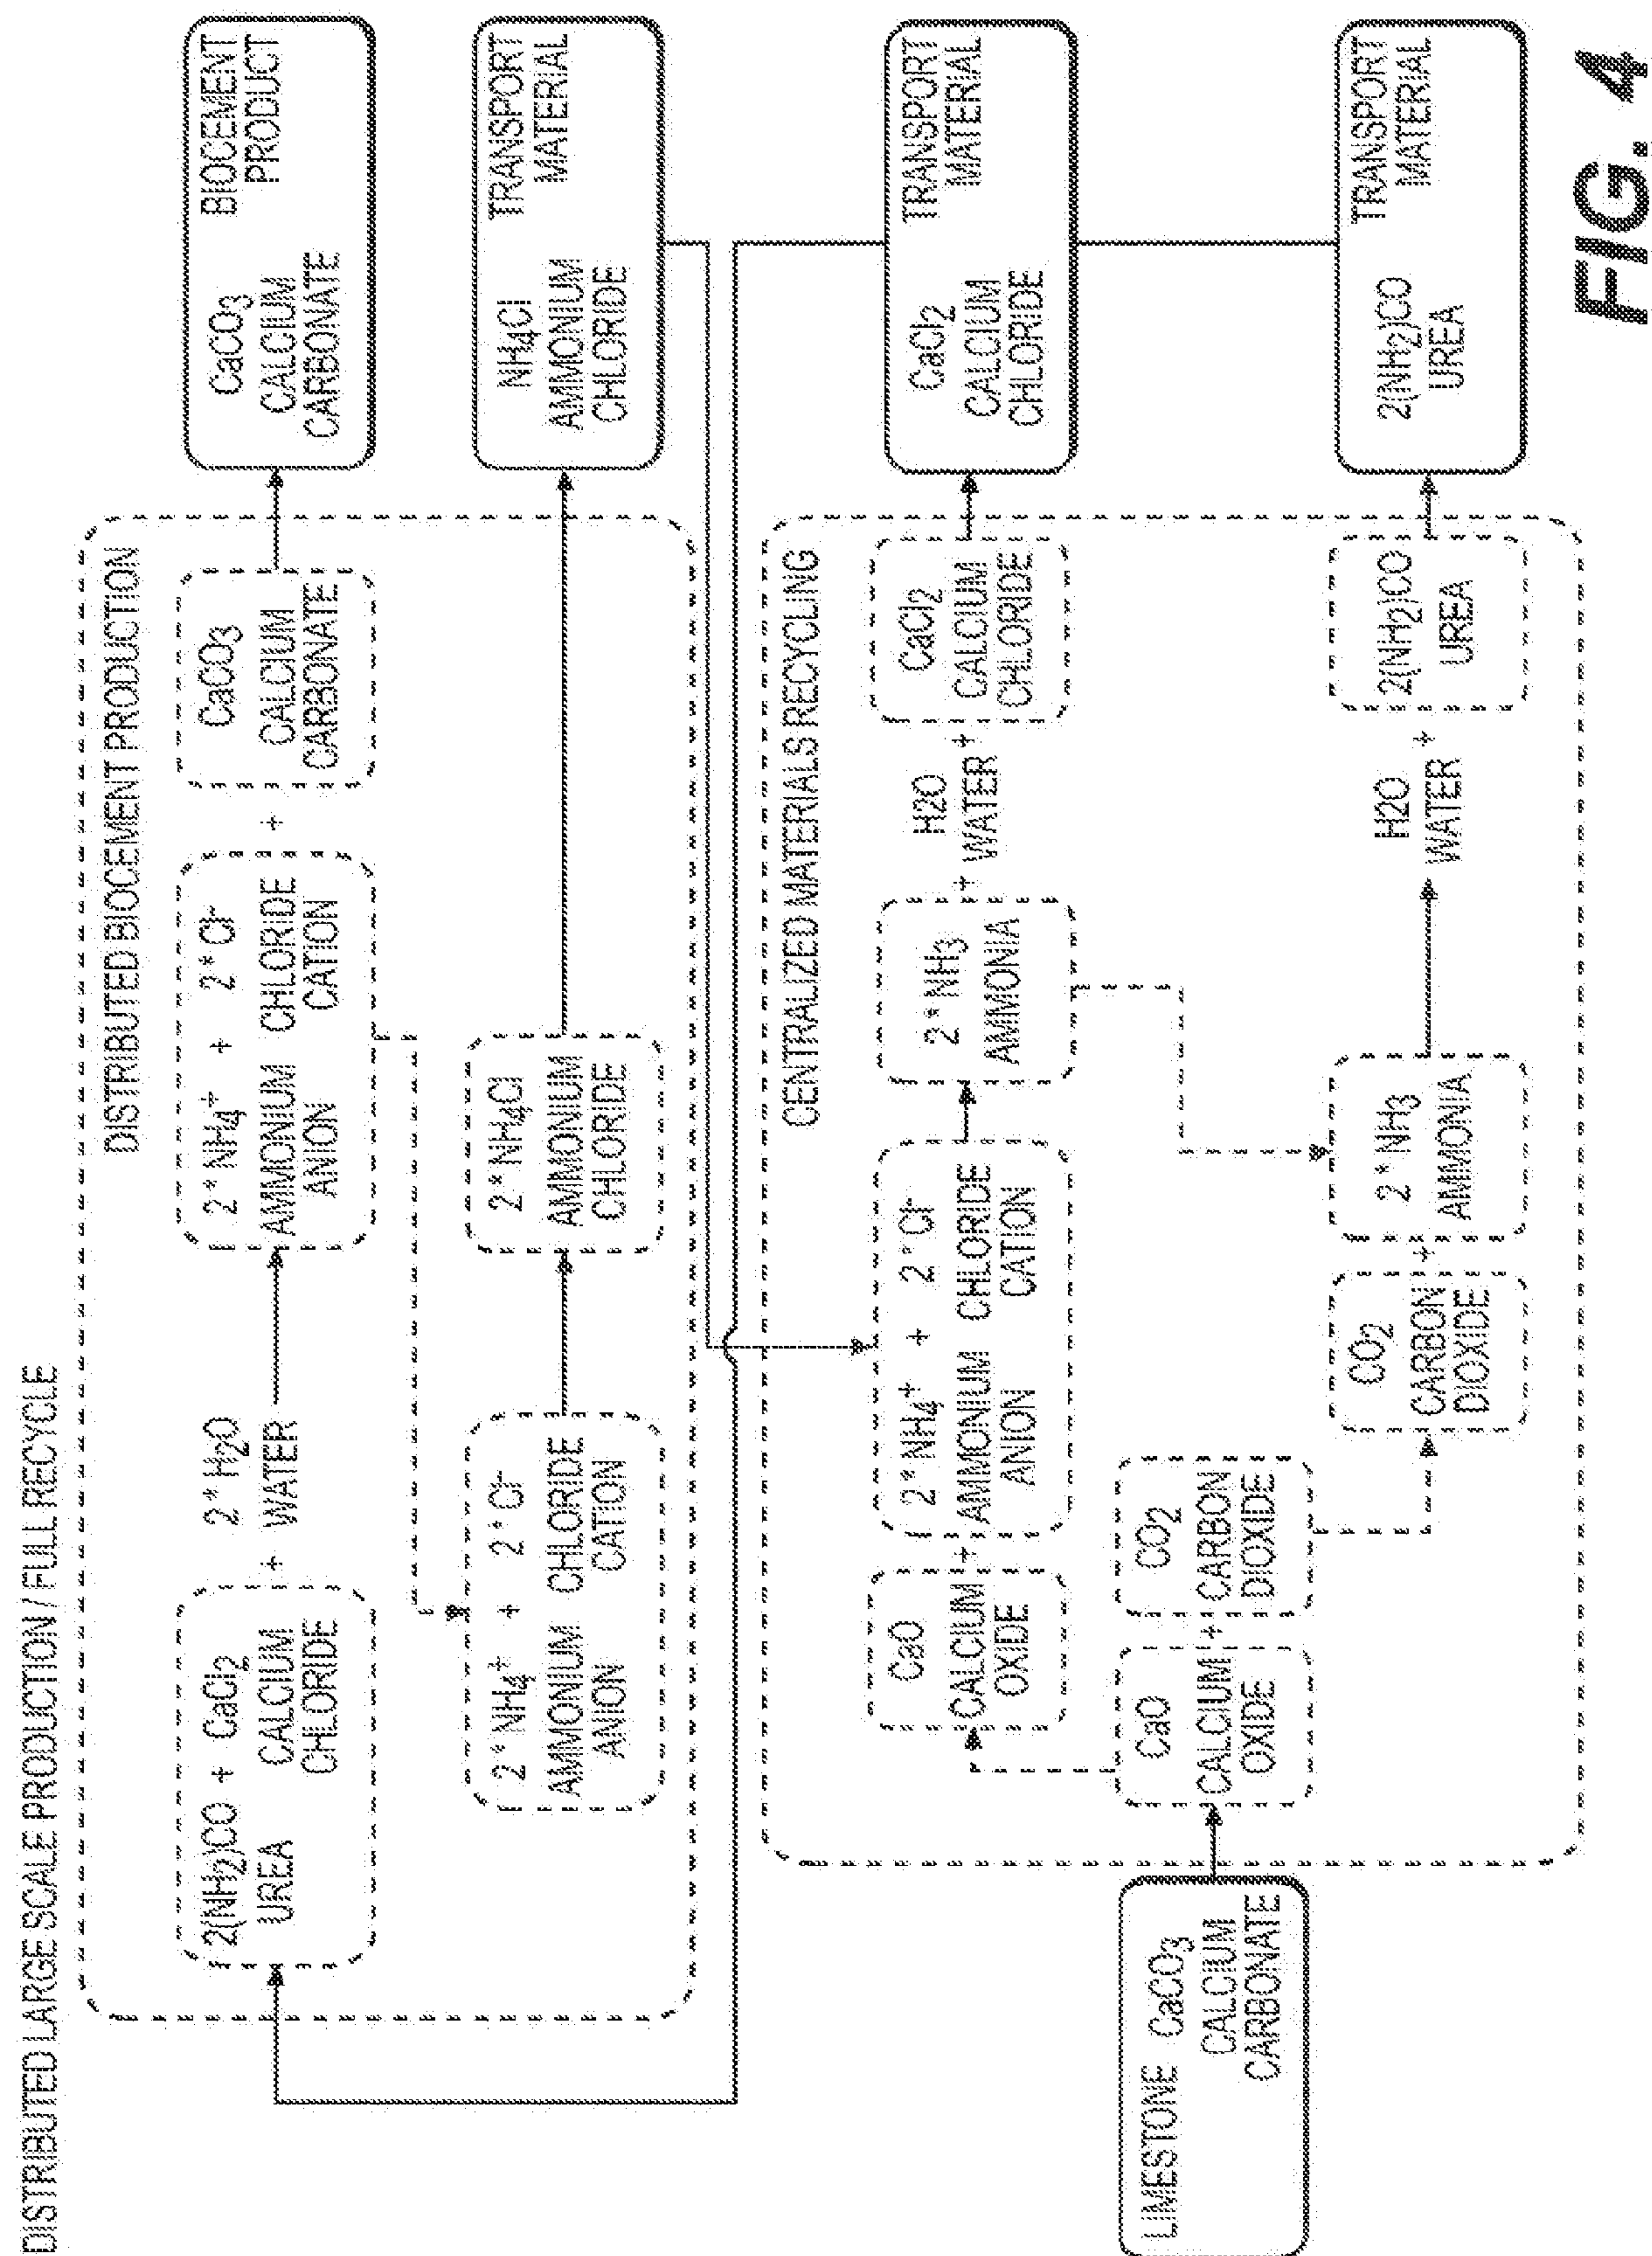 DISTRIBUTED LARGE SCALE PRODUCTION / FULL RECYCLE
DISTRIBUTED BIOCEMENT PRODUCTION
2(NH2)CO + CaCl2
UREA CALCIUM
CHLORIDE
+
2*H2O
WATER
2*NH4+ + 2*Cl-
AMMONIUM CHLORIDE
ANION CATION
+
CaCO3
CALCIUM
CARBONATE
CaCO3
CALCIUM
CARBONATE
BIOCEMENT
PRODUCT
2*NH4+ + 2*Cl-
AMMONIUM CHLORIDE
ANION CATION
2*NH4Cl
AMMONIUM
CHLORIDE
NH4Cl
AMMONIUM
CHLORIDE
TRANSPORT
MATERIAL
CENTRALIZED MATERIALS RECYCLING
CaO
CALCIUM
OXIDE
+
2*NH4+ + 2*Cl-
AMMONIUM CHLORIDE
ANION CATION
2*NH3
AMMONIA
+
H2O
WATER
+
CaCl2
CALCIUM
CHLORIDE
CaCl2
CALCIUM
CHLORIDE
TRANSPORT
MATERIAL
LIMESTONE CaCO3
CALCIUM
CARBONATE
CaO
CALCIUM
OXIDE
+
CO2
CARBON
DIOXIDE
CO2
CARBON
DIOXIDE
+
2*NH3
AMMONIA
H2O
WATER
+
2(NH2)CO
UREA
2(NH2)CO
UREA
TRANSPORT
MATERIAL
FIG. 4